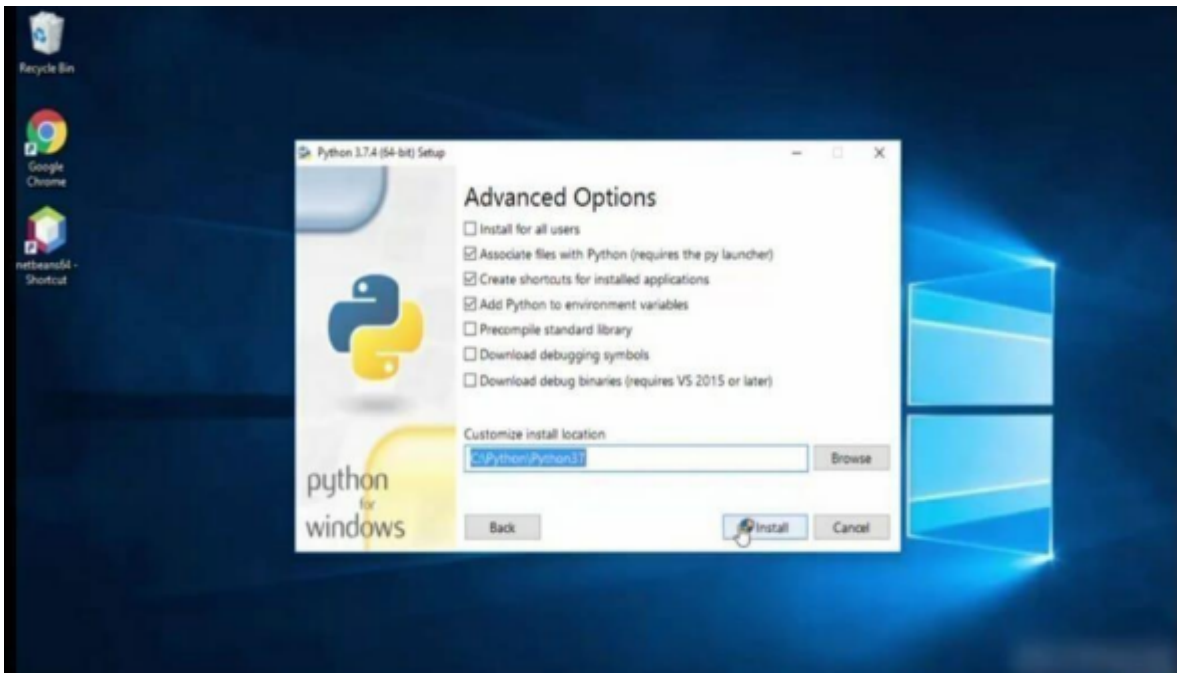 Recycle Bin
Google
Chrome
netbeans64 -
Shortcut
Python 3.7.4 (64-bit) Setup
Advanced Options
Install for all users
Associate files with Python (requires the py launcher)
Create shortcuts for installed applications
Add Python to environment variables
Precompile standard library
Download debugging symbols
Download debug binaries (requires VS 2015 or later)
Customize install location
C:\Python\Python37
Browse
python
for
windows
Back
Install
Cancel